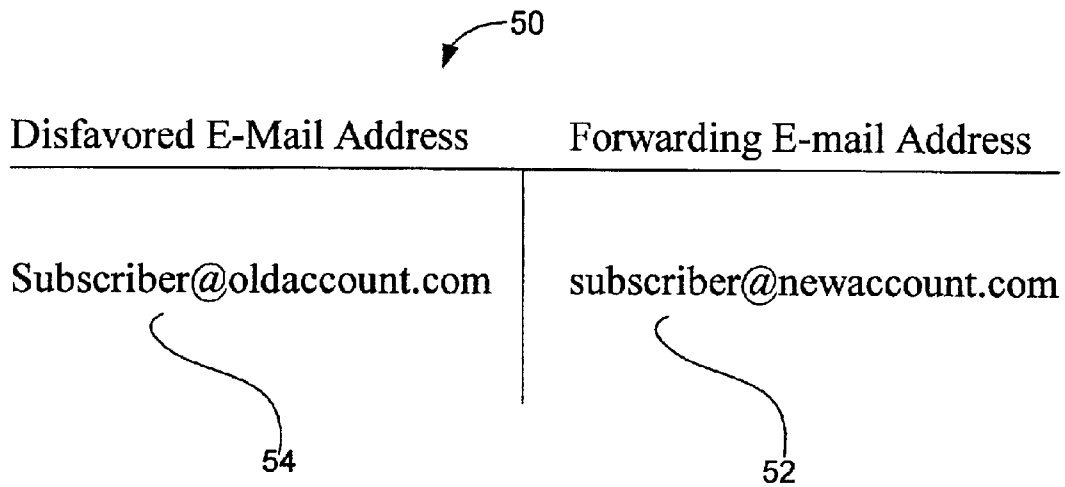 50
Disfavored E-Mail Address Forwarding E-mail Address
Subscriber@oldaccount.com subscriber@newaccount.com
54 52